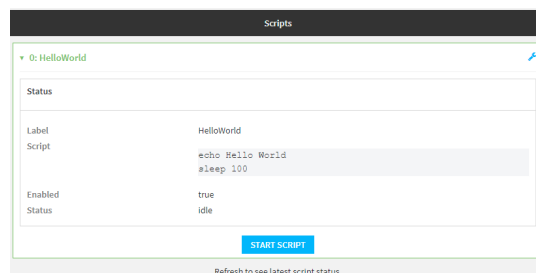 Scripts
0: HelloWorld
Status
Label HelloWorld
Script
echo Hello World
sleep 100
Enabled true
Status idle
START SCRIPT
Refresh to see latest script status